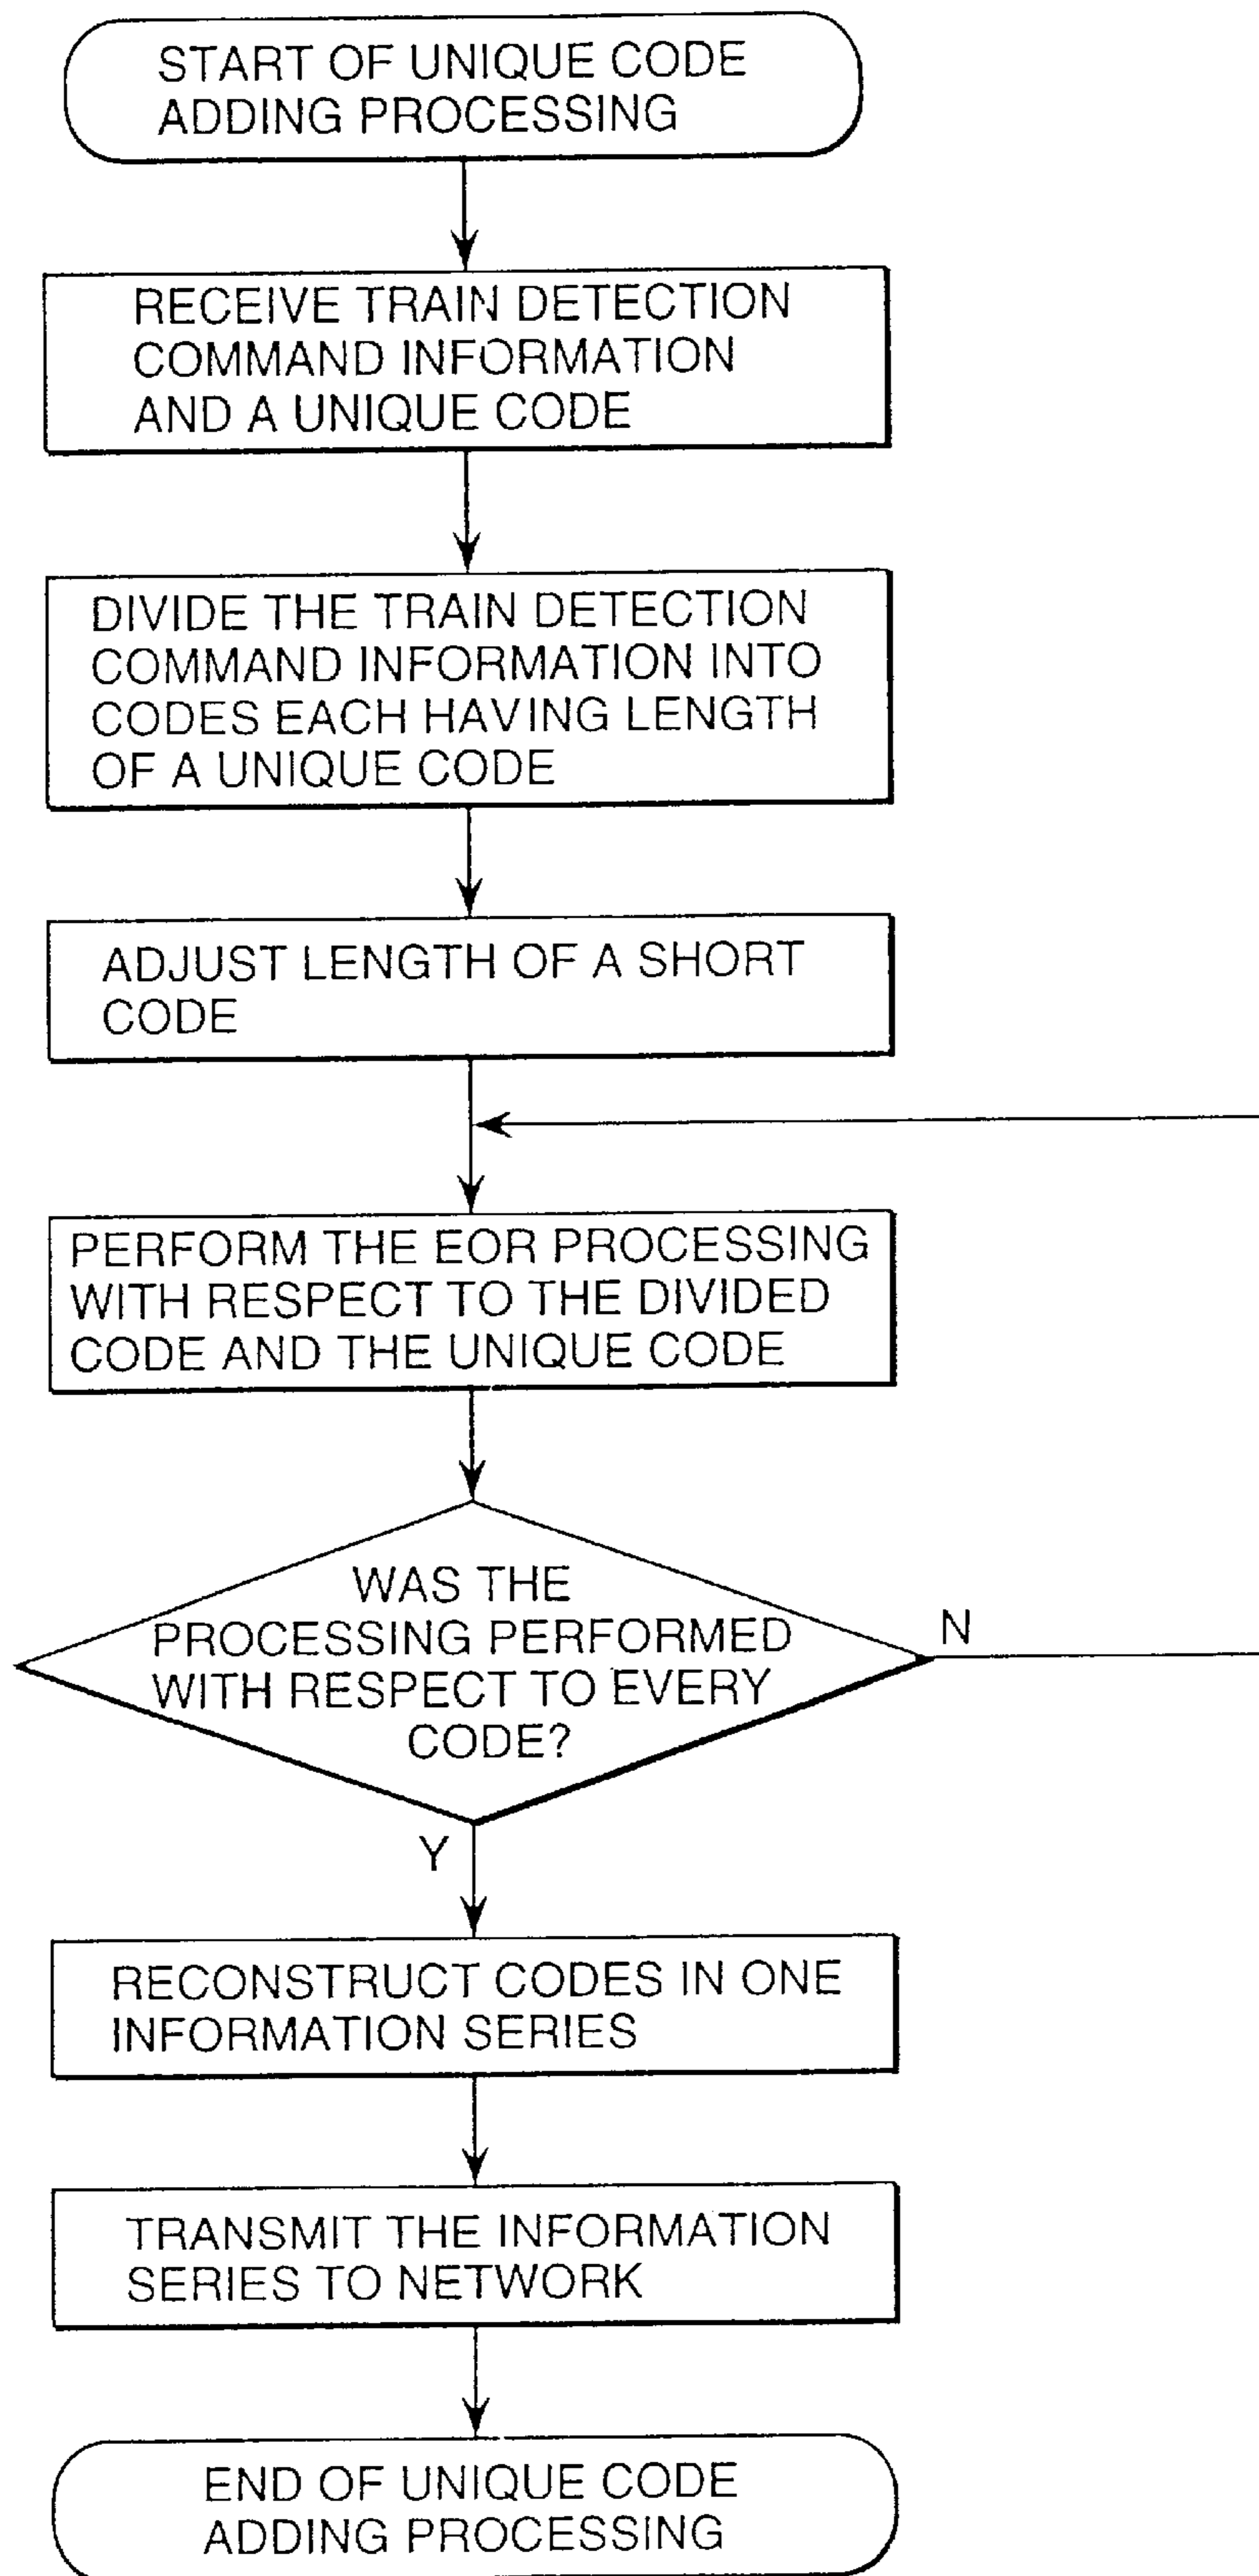 START OF UNIQUE CODE
ADDING PROCESSING
RECEIVE TRAIN DETECTION
COMMAND INFORMATION
AND A UNIQUE CODE
DIVIDE THE TRAIN DETECTION
COMMAND INFORMATION INTO
CODES EACH HAVING LENGTH
OF A UNIQUE CODE
ADJUST LENGTH OF A SHORT
CODE
PERFORM THE EOR PROCESSING
WITH RESPECT TO THE DIVIDED
CODE AND THE UNIQUE CODE
WAS THE
PROCESSING PERFORMED
WITH RESPECT TO EVERY
CODE?
N
Y
RECONSTRUCT CODES IN ONE
INFORMATION SERIES
TRANSMIT THE INFORMATION
SERIES TO NETWORK
END OF UNIQUE CODE
ADDING PROCESSING